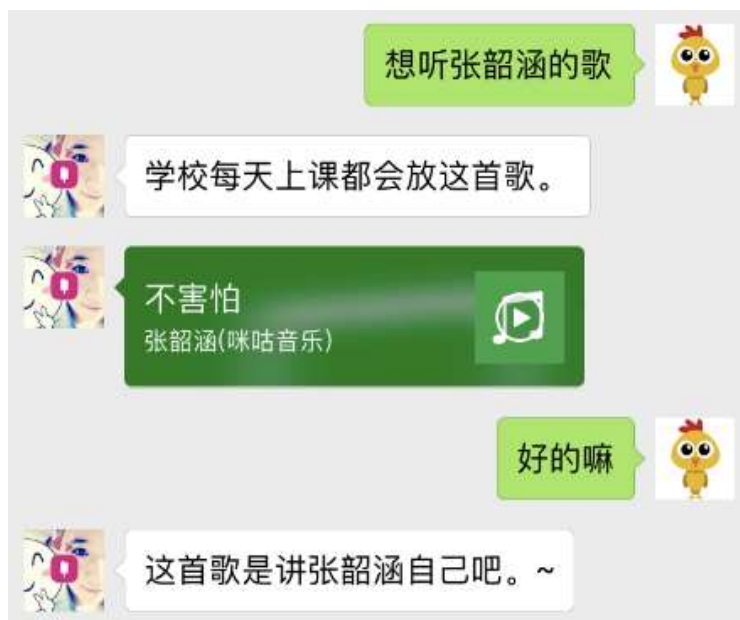 想听张韶涵的歌
学校每天上课都会放这首歌。
不害怕
张韶涵(咪咕音乐)
好的嘛
这首歌是讲张韶涵自己吧。~